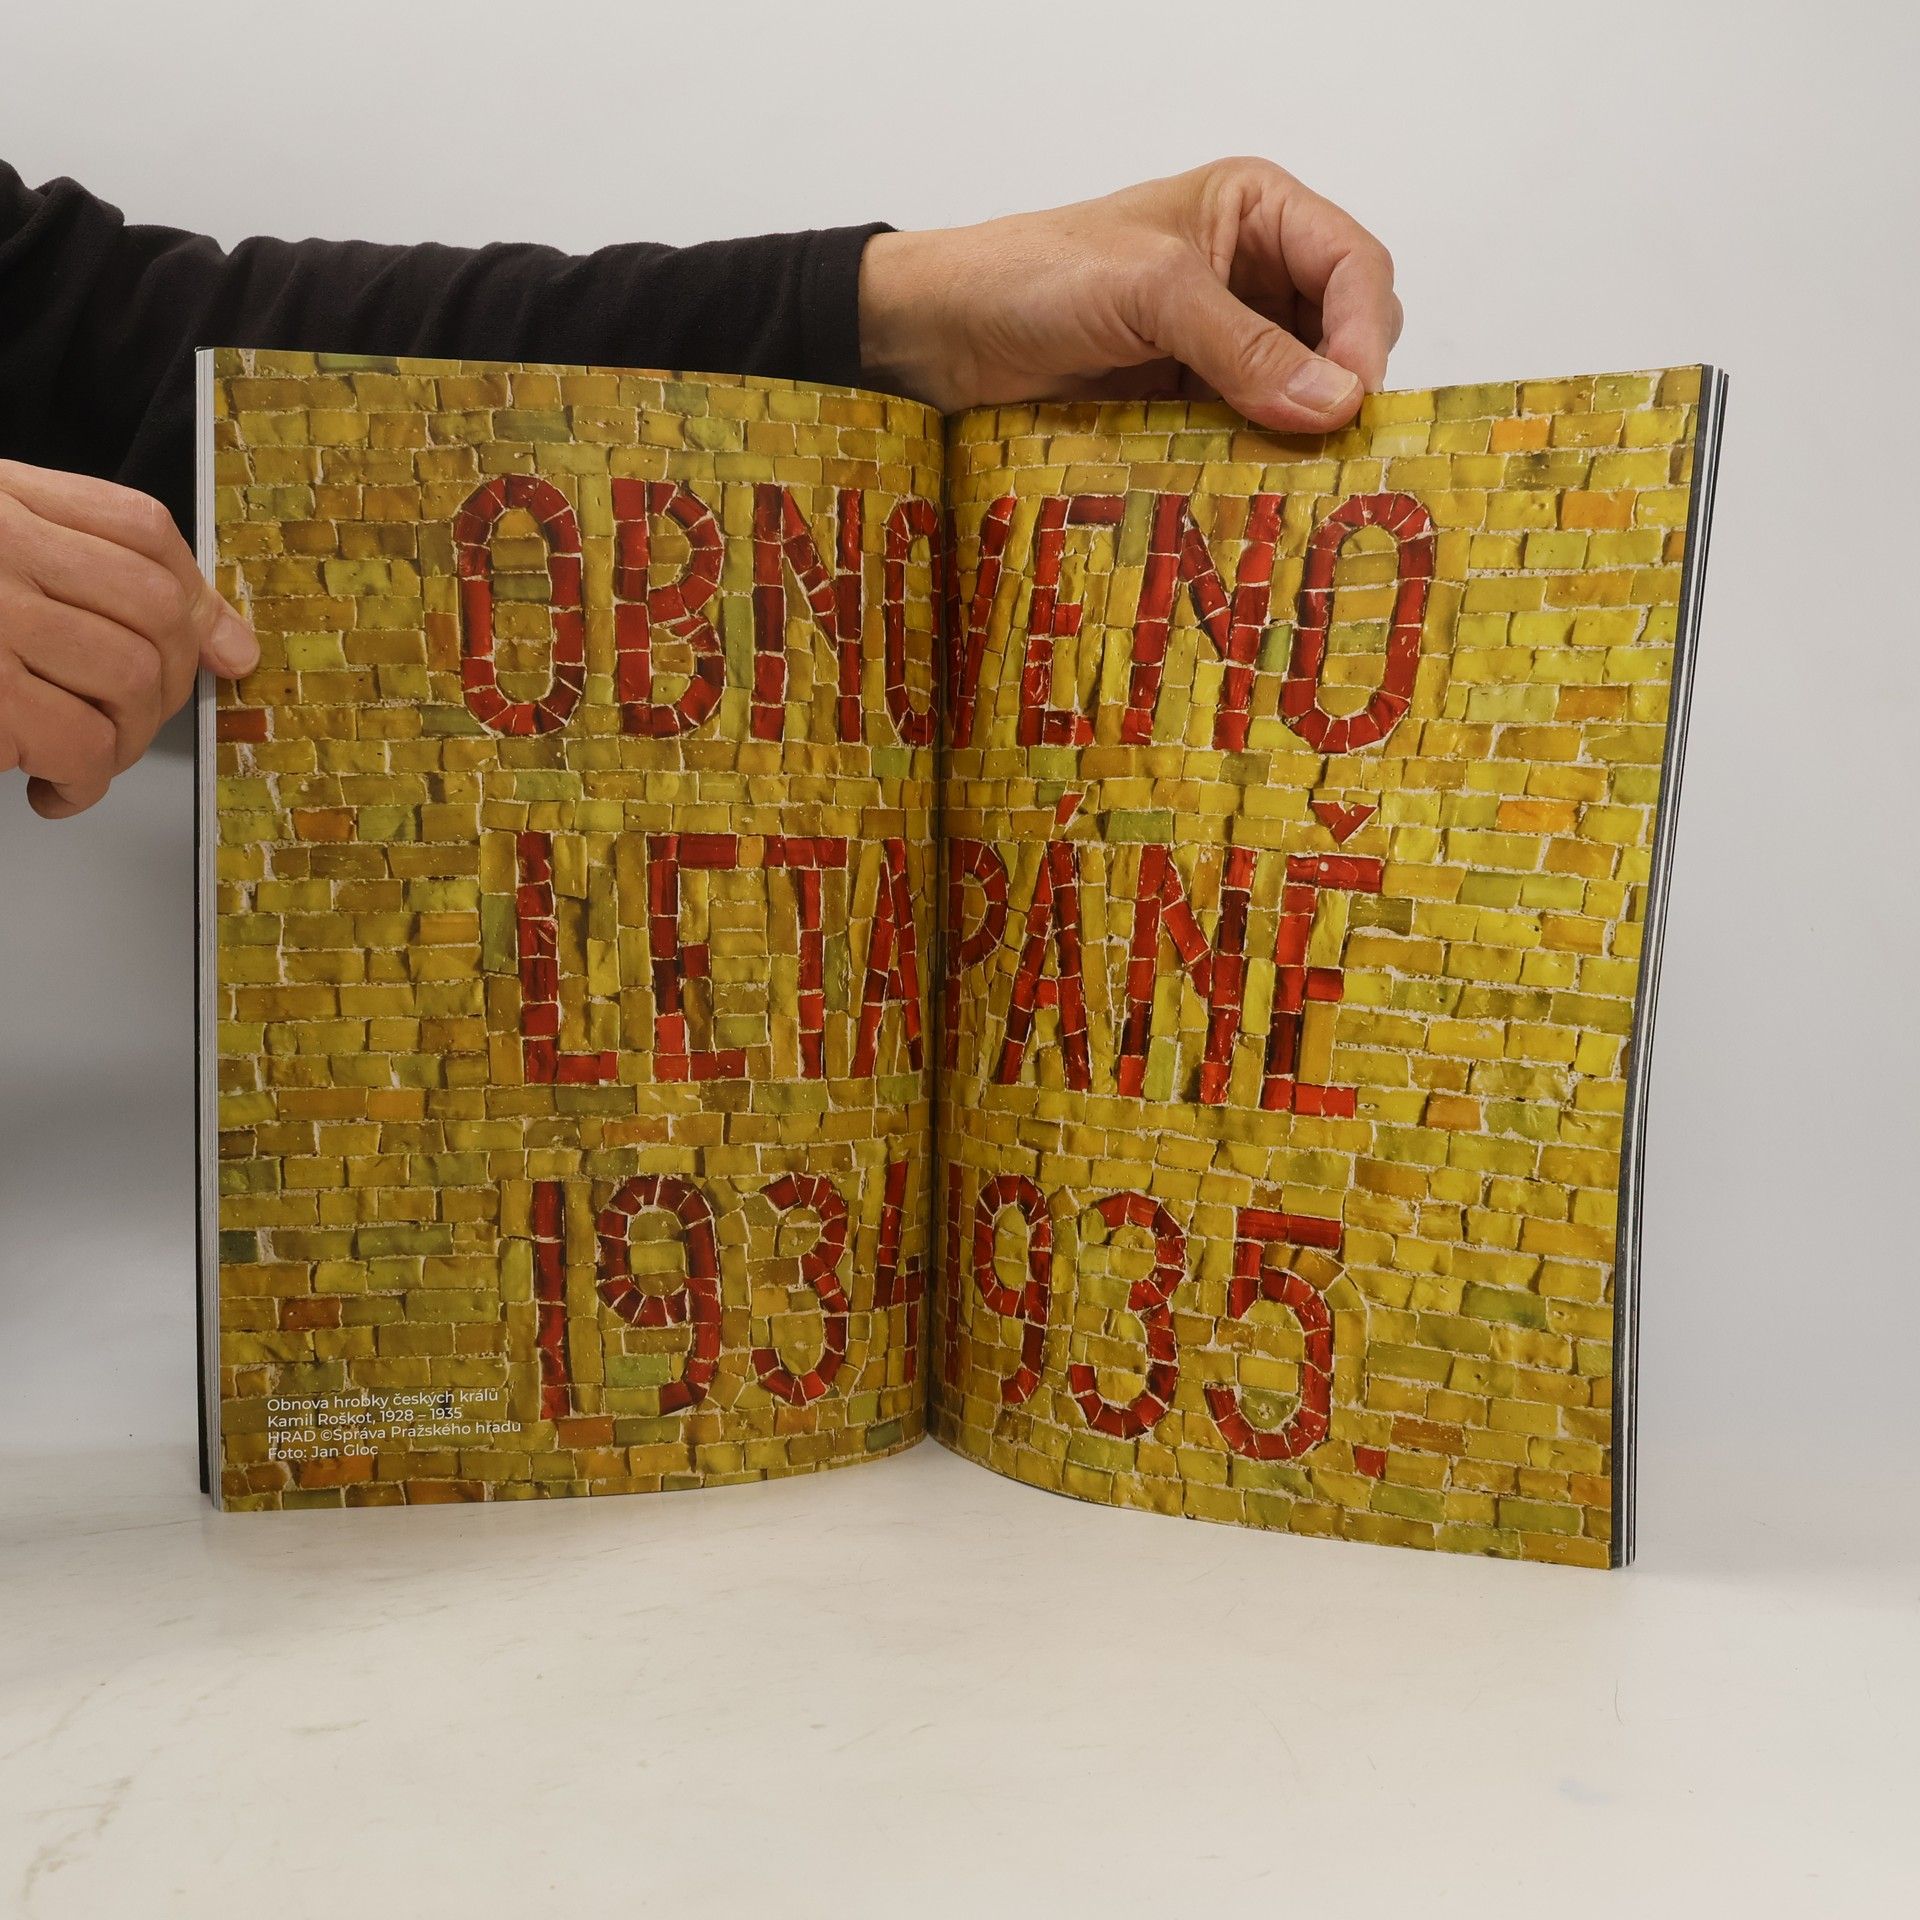 OBNOVENO
LETA PÁNĚ
1934 1935.
Obnova hrobky českých králů
Kamil Roškot, 1928 – 1935
HRAD ©Správa Pražského hradu
Foto: Jan Gloc